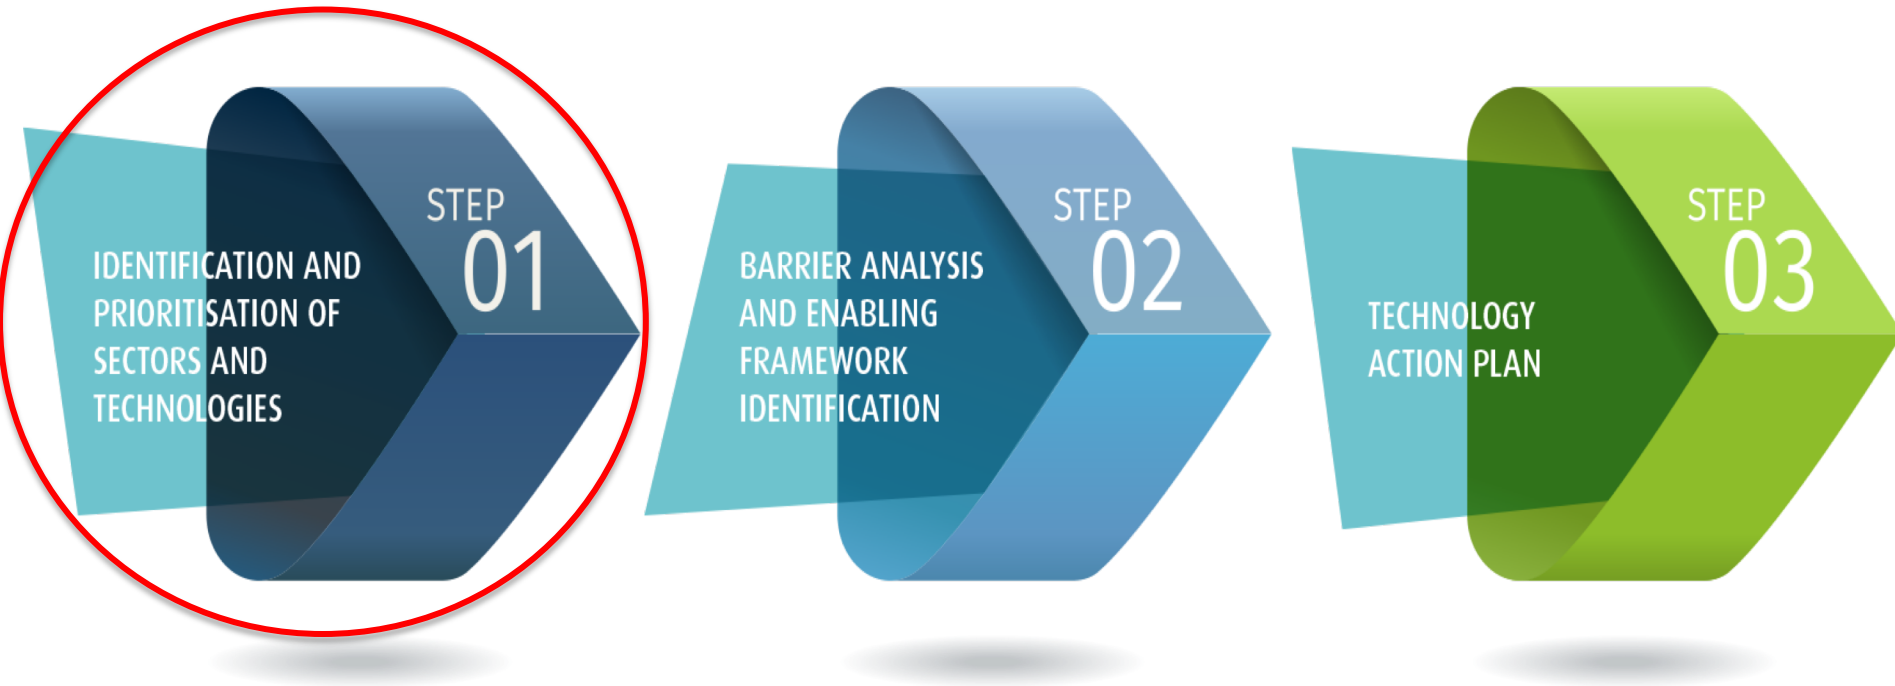 STEP
01
IDENTIFICATION AND
PRIORITISATION OF
SECTORS AND
TECHNOLOGIES
STEP
02
BARRIER ANALYSIS
AND ENABLING
FRAMEWORK
IDENTIFICATION
STEP
03
TECHNOLOGY
ACTION PLAN